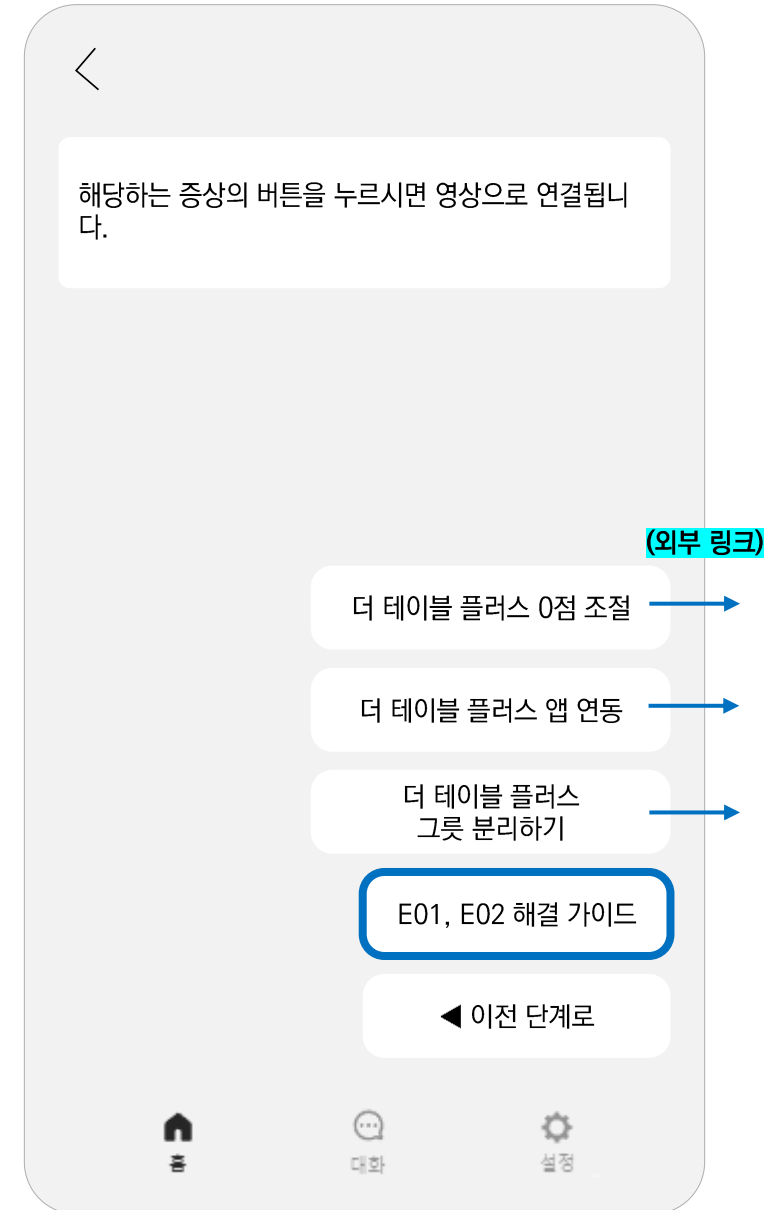 해당하는 증상의 버튼을 누르시면 영상으로 연결됩니
다.
(외부 링크)
더 테이블 플러스 0점 조절
더 테이블 플러스 앱 연동
더 테이블 플러스
그릇 분리하기
E01, E02 해결 가이드
◀ 이전 단계로
홈
대화
설정